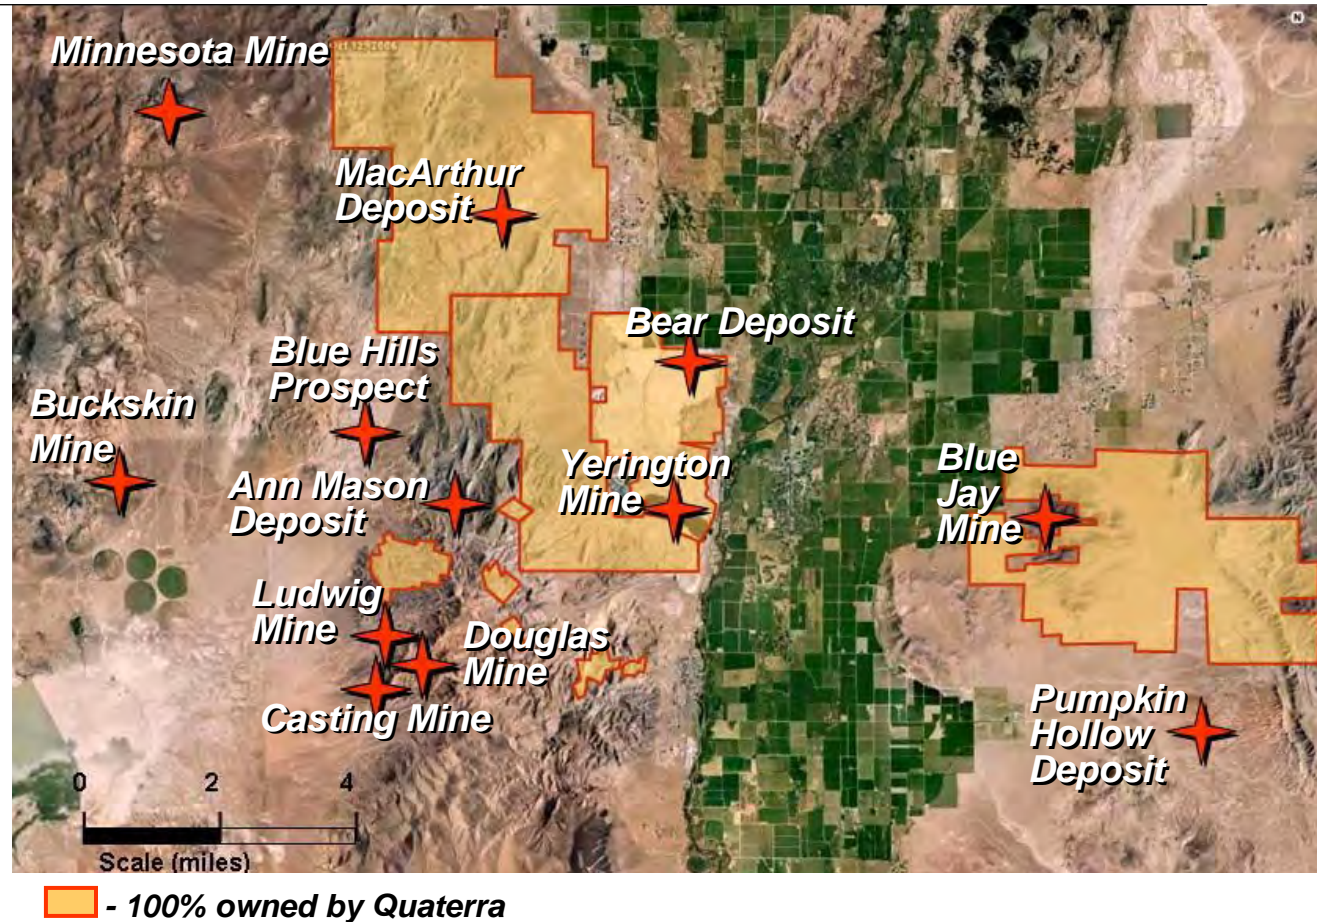 Minnesota Mine
MacArthur
Deposit
Bear Deposit
Blue Hills
Prospect
Buckskin
Mine
Yerington
Mine
Blue
Jay
Mine
Ann Mason
Deposit
Ludwig
Mine
Douglas
Mine
Casting Mine
Pumpkin
Hollow
Deposit
0 2 4
Scale (miles)
- 100% owned by Quaterra